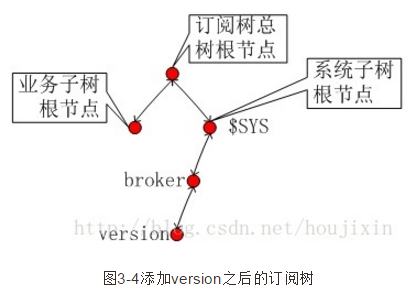 订阅树总
树根节点
业务子树
根节点
系统子树
根节点
$SYS
broker
http://blog.csdn.net/houjixin
version
图3-4添加version之后的订阅树